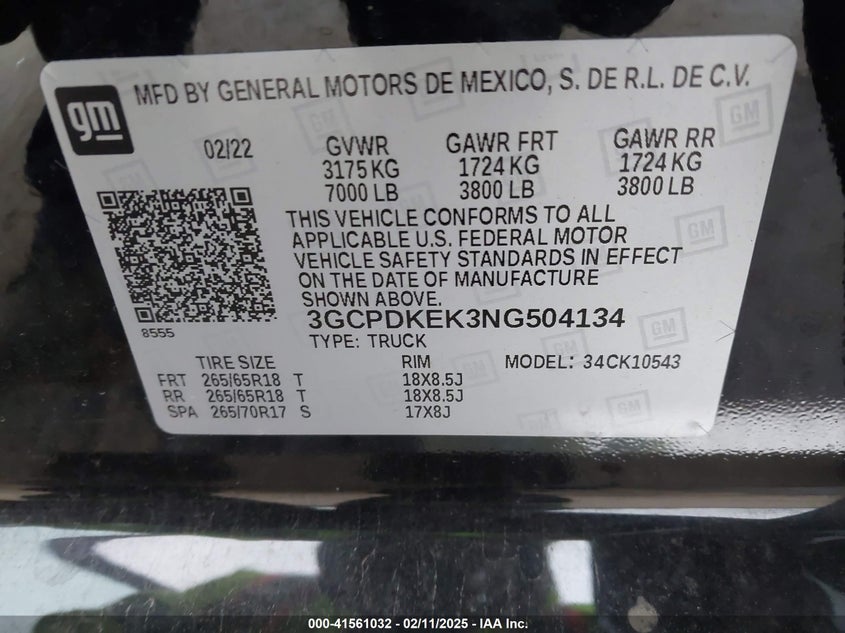 gm
MFD BY GENERAL MOTORS DE MEXICO, S. DE R.L. DE C.V.
02/22 GVWR GAWR FRT GAWR RR
3175 KG 1724 KG 1724 KG
7000 LB 3800 LB 3800 LB
THIS VEHICLE CONFORMS TO ALL
APPLICABLE U.S. FEDERAL MOTOR
VEHICLE SAFETY STANDARDS IN EFFECT
ON THE DATE OF MANUFACTURE
SHOWN ABOVE.
8555
3GCPDKEK3NG504134
TYPE: TRUCK
TIRE SIZE RIM MODEL: 34CK10543
FRT 265/65R18 T 18X8.5J
RR 265/65R18 T 18X8.5J
SPA 265/70R17 S 17X8J
000-41561032 - 02/11/2025 - IAA Inc.